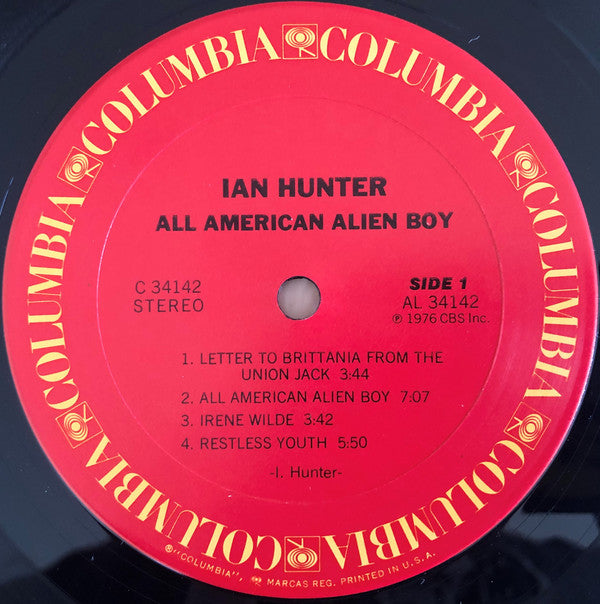 COLUMBIA COLUMBIA COLUMBIA COLUMBIA COLUMBIA COLUMBIA
IAN HUNTER
ALL AMERICAN ALIEN BOY
C 34142
STEREO
SIDE 1
AL 34142
℗ 1976 CBS Inc.
1. LETTER TO BRITTANIA FROM THE
UNION JACK 3:44
2. ALL AMERICAN ALIEN BOY 7:07
3. IRENE WILDE 3:42
4. RESTLESS YOUTH 5:50
-I. Hunter-
®"COLUMBIA", MARCAS REG. PRINTED IN U.S.A.